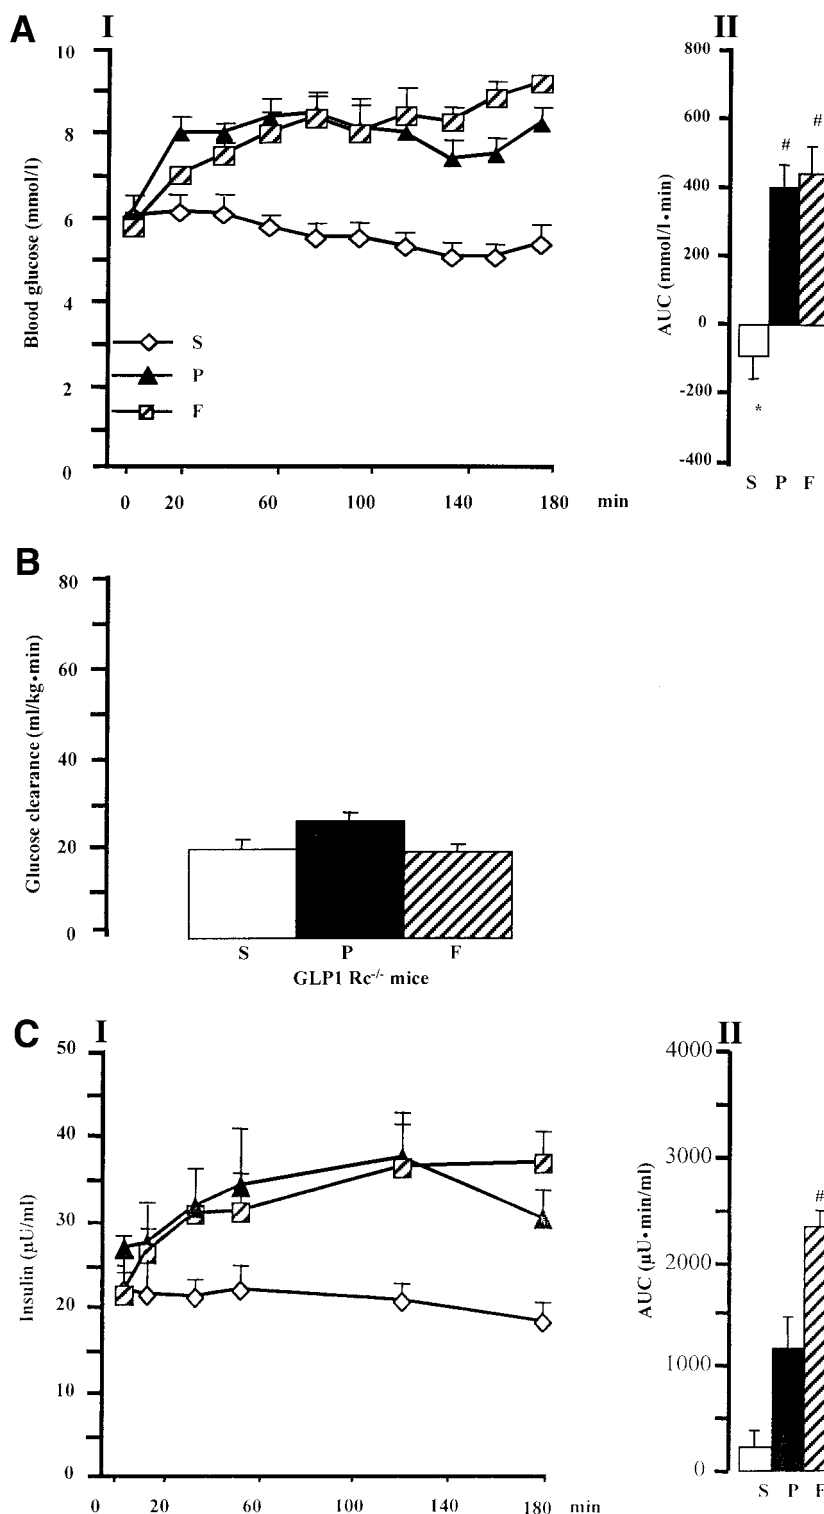 A I II
10
8
6
4
2
0
Blood glucose (mmol/l)
S
P
F
0 20 60 100 140 180 min
800
600
400
200
0
-200
-400
AUC (mmol/l•min)
# #
*
S P F
B
80
60
40
20
0
Glucose clearance (ml/kg•min)
S P F
GLP1 Rc-/- mice
C I II
50
40
30
20
10
0
Insulin (µU/ml)
0 20 60 100 140 180 min
4000
3000
2000
1000
0
AUC (µU•min/ml)
#
S P F